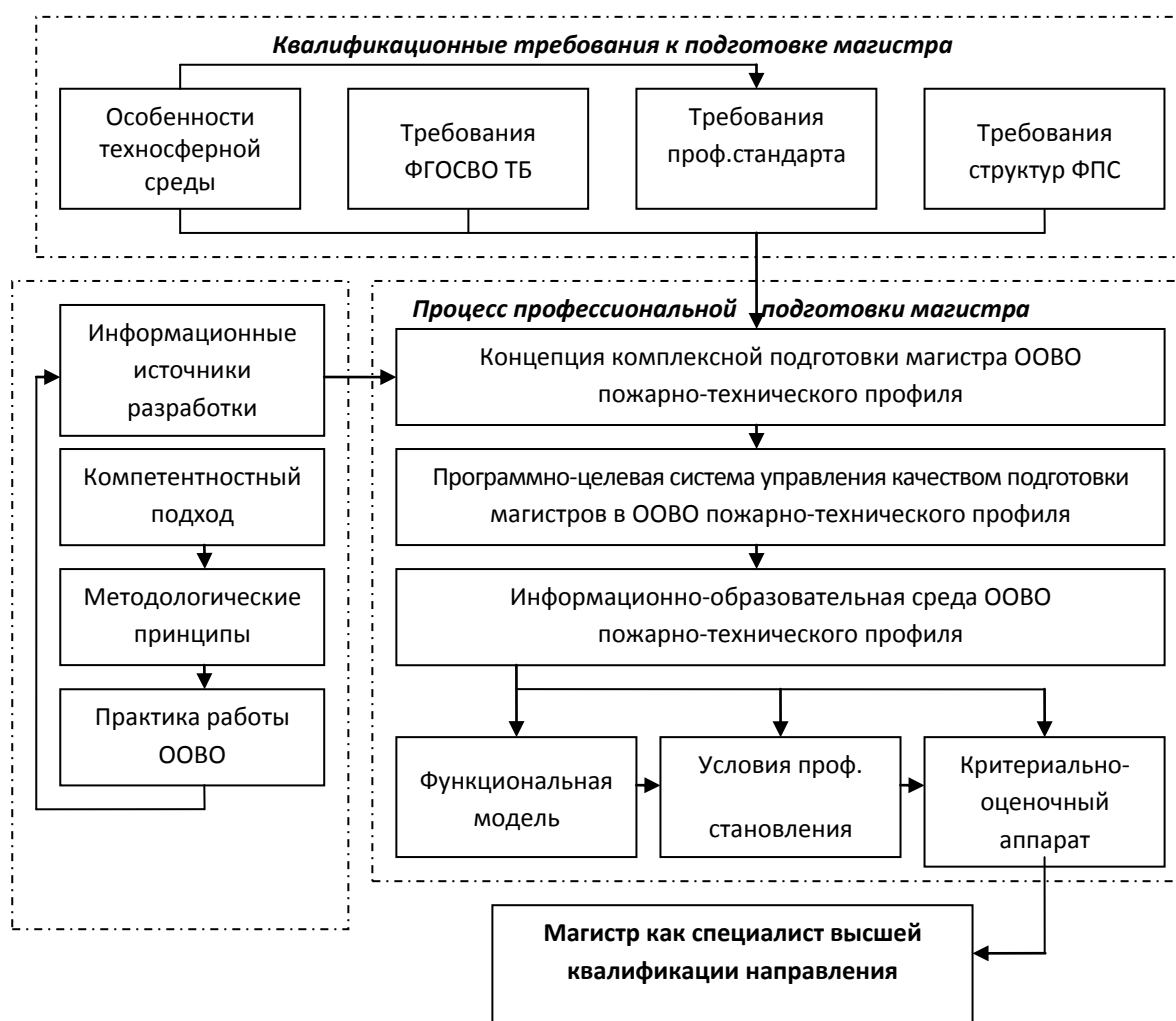 Квалификационные требования к подготовке магистра
Особенности
техносферной
среды
Требования
ФГОСВО ТБ
Требования
проф.стандарта
Требования
структур ФПС
Информационные
источники
разработки
Компетентностный
подход
Методологические
принципы
Практика работы
ООВО
Процесс профессиональной подготовки магистра
Концепция комплексной подготовки магистра ООВО
пожарно-технического профиля
Программно-целевая система управления качеством подготовки
магистров в ООВО пожарно-технического профиля
Информационно-образовательная среда ООВО
пожарно-технического профиля
Функциональная
модель
Условия проф.
становления
Критериально-
оценочный
аппарат
Магистр как специалист высшей
квалификации направления